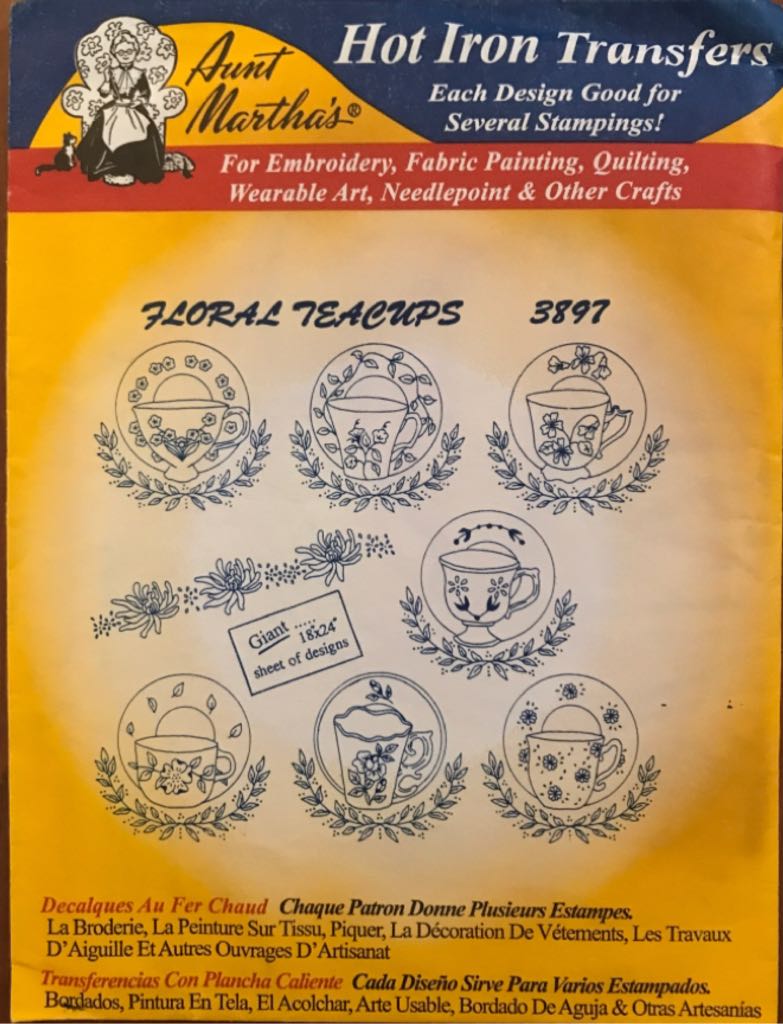 Aunt
Martha's®
Hot Iron Transfers
Each Design Good for
Several Stampings!
For Embroidery, Fabric Painting, Quilting,
Wearable Art, Needlepoint & Other Crafts
FLORAL TEACUPS 3897
Giant ..... 18"x24"
sheet of designs
Decalques Au Fer Chaud Chaque Patron Donne Plusieurs Estampes.
La Broderie, La Peinture Sur Tissu, Piquer, La Décoration De Vétements, Les Travaux
D'Aiguille Et Autres Ouvrages D'Artisanat
Transferencias Con Plancha Caliente Cada Diseño Sirve Para Varios Estampados.
Bordados, Pintura En Tela, El Acolchar, Arte Usable, Bordado De Aguja & Otras Artesanías